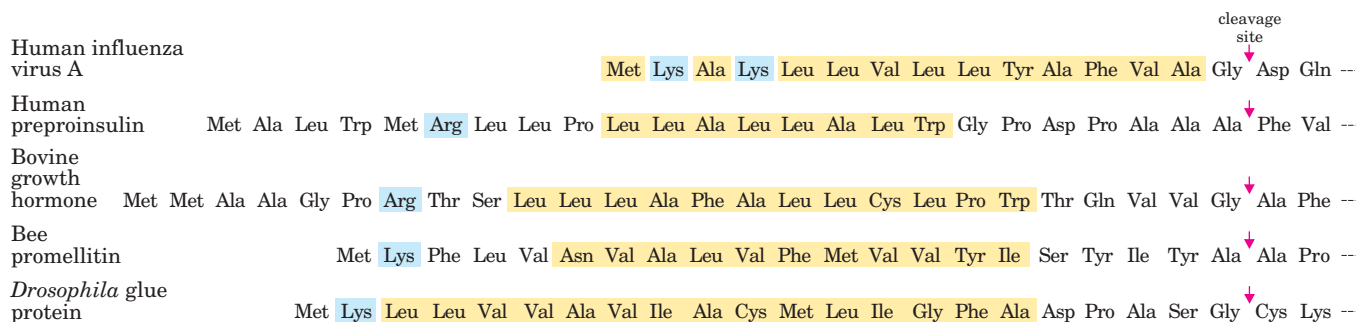 cleavage
site
Human influenza
virus A Met Lys Ala Lys Leu Leu Val Leu Leu Tyr Ala Phe Val Ala Gly Asp Gln ---
Human
preproinsulin Met Ala Leu Trp Met Arg Leu Leu Pro Leu Leu Ala Leu Leu Ala Leu Trp Gly Pro Asp Pro Ala Ala Ala Phe Val ---
Bovine
growth
hormone Met Met Ala Ala Gly Pro Arg Thr Ser Leu Leu Leu Ala Phe Ala Leu Leu Cys Leu Pro Trp Thr Gln Val Val Gly Ala Phe ---
Bee
promellitin Met Lys Phe Leu Val Asn Val Ala Leu Val Phe Met Val Val Tyr Ile Ser Tyr Ile Tyr Ala Ala Pro ---
Drosophila glue
protein Met Lys Leu Leu Val Val Ala Val Ile Ala Cys Met Leu Ile Gly Phe Ala Asp Pro Ala Ser Gly Cys Lys ---